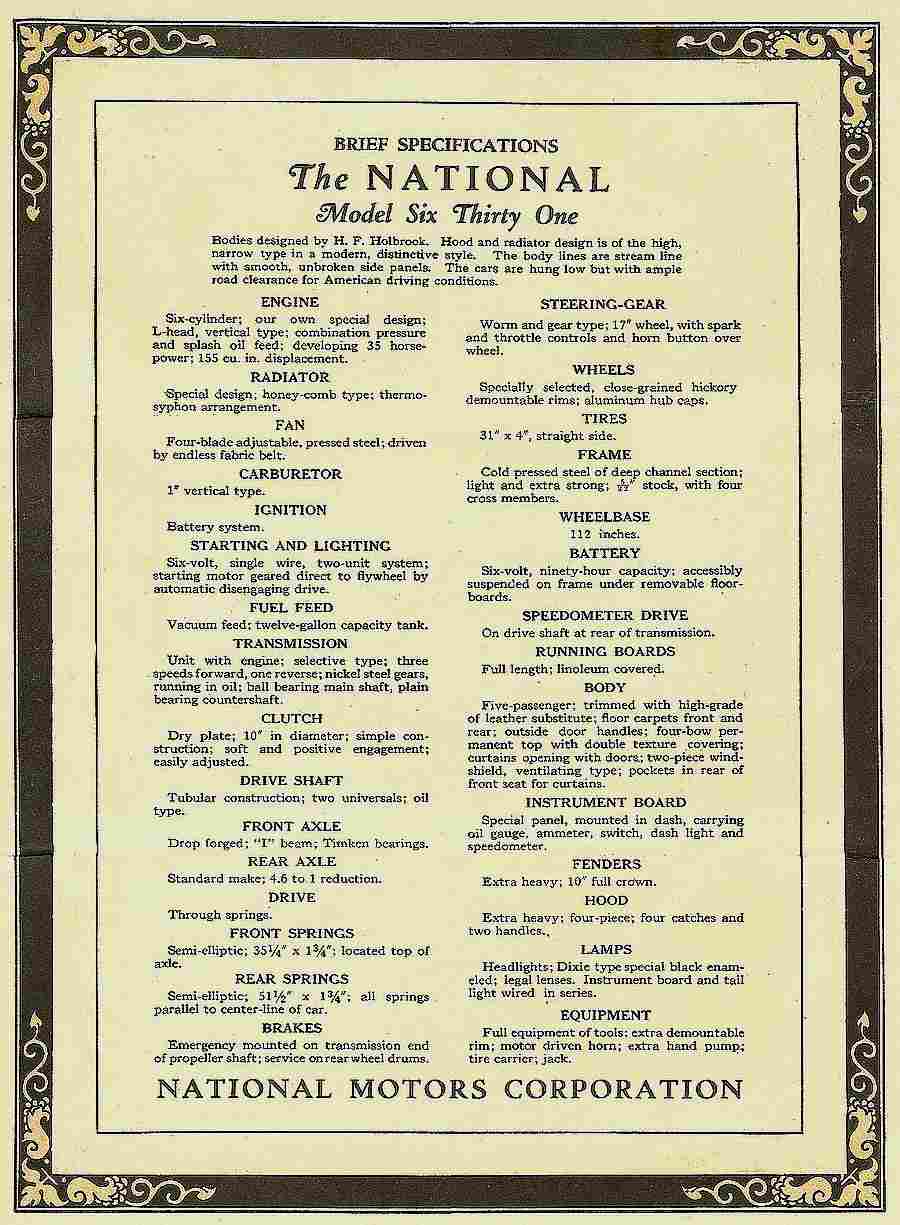 BRIEF SPECIFICATIONS
The NATIONAL
Model Six Thirty One
Bodies designed by H. F. Holbrook. Hood and radiator design is of the high,
narrow type in a modern, distinctive style. The body lines are stream line
with smooth, unbroken side panels. The cars are hung low but with ample
road clearance for American driving conditions.
ENGINE
Six-cylinder; our own special design;
L-head, vertical type; combination pressure
and splash oil feed; developing 35 horse-
power; 155 cu. in. displacement.
RADIATOR
Special design; honey-comb type; thermo-
syphon arrangement.
FAN
Four-blade adjustable, pressed steel; driven
by endless fabric belt.
CARBURETOR
1" vertical type.
IGNITION
Battery system.
STARTING AND LIGHTING
Six-volt, single wire, two-unit system;
starting motor geared direct to flywheel by
automatic disengaging drive.
FUEL FEED
Vacuum feed; twelve-gallon capacity tank.
TRANSMISSION
Unit with engine; selective type; three
speeds forward, one reverse; nickel steel gears,
running in oil; ball bearing main shaft, plain
bearing countershaft.
CLUTCH
Dry plate; 10" in diameter; simple con-
struction; soft and positive engagement;
easily adjusted.
DRIVE SHAFT
Tubular construction; two universals; oil
type.
FRONT AXLE
Drop forged; "I" beam; Timken bearings.
REAR AXLE
Standard make; 4.6 to 1 reduction.
DRIVE
Through springs.
FRONT SPRINGS
Semi-elliptic; 35¼" x 1¾"; located top of
axle.
REAR SPRINGS
Semi-elliptic; 51½" x 1¾"; all springs
parallel to center-line of car.
BRAKES
Emergency mounted on transmission end
of propeller shaft; service on rear wheel drums.
STEERING-GEAR
Worm and gear type; 17" wheel, with spark
and throttle controls and horn button over
wheel.
WHEELS
Specially selected, close-grained hickory
demountable rims; aluminum hub caps.
TIRES
31" x 4", straight side.
FRAME
Cold pressed steel of deep channel section;
light and extra strong; stock, with four
cross members.
WHEELBASE
112 inches.
BATTERY
Six-volt, ninety-hour capacity; accessibly
suspended on frame under removable floor-
boards.
SPEEDOMETER DRIVE
On drive shaft at rear of transmission.
RUNNING BOARDS
Full length; linoleum covered.
BODY
Five-passenger; trimmed with high-grade
of leather substitute; floor carpets front and
rear; outside door handles; four-bow per-
manent top with double texture covering;
curtains opening with doors; two-piece wind-
shield, ventilating type; pockets in rear of
front seat for curtains.
INSTRUMENT BOARD
Special panel, mounted in dash, carrying
oil gauge, ammeter, switch, dash light and
speedometer.
FENDERS
Extra heavy; 10" full crown.
HOOD
Extra heavy; four-piece; four catches and
two handles.
LAMPS
Headlights; Dixie type special black enam-
eled; legal lenses. Instrument board and tail
light wired in series.
EQUIPMENT
Full equipment of tools; extra demountable
rim; motor driven horn; extra hand pump;
tire carrier; jack.
NATIONAL MOTORS CORPORATION